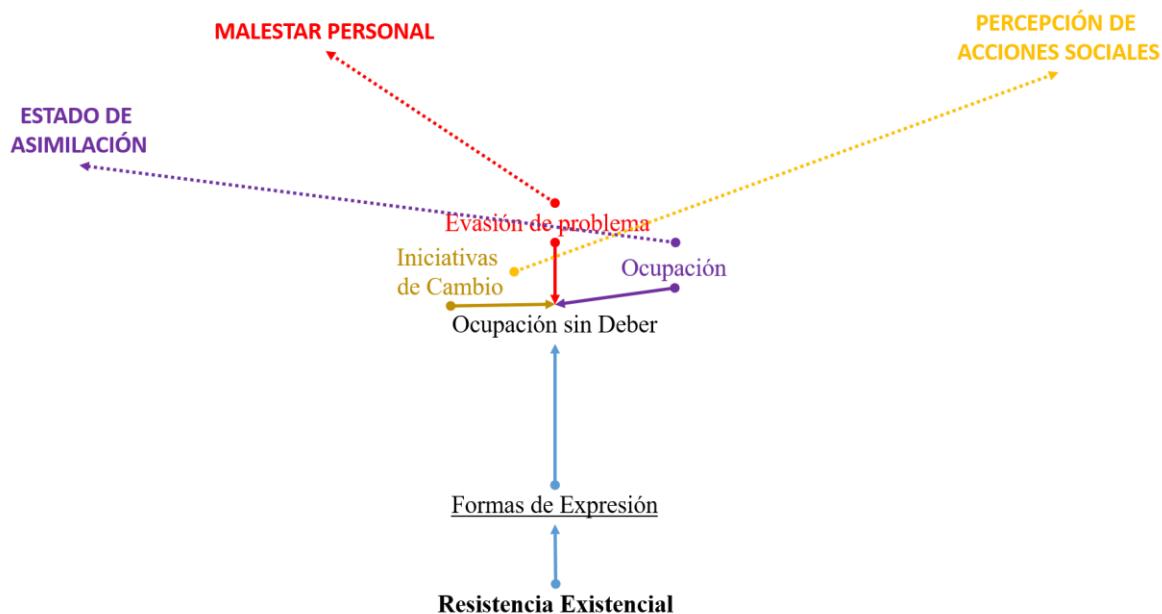 MALESTAR PERSONAL
PERCEPCIÓN DE
ACCIONES SOCIALES
ESTADO DE
ASIMILACIÓN
Evasión de problema
Iniciativas
de Cambio
Ocupación
Ocupación sin Deber
Formas de Expresión
Resistencia Existencial